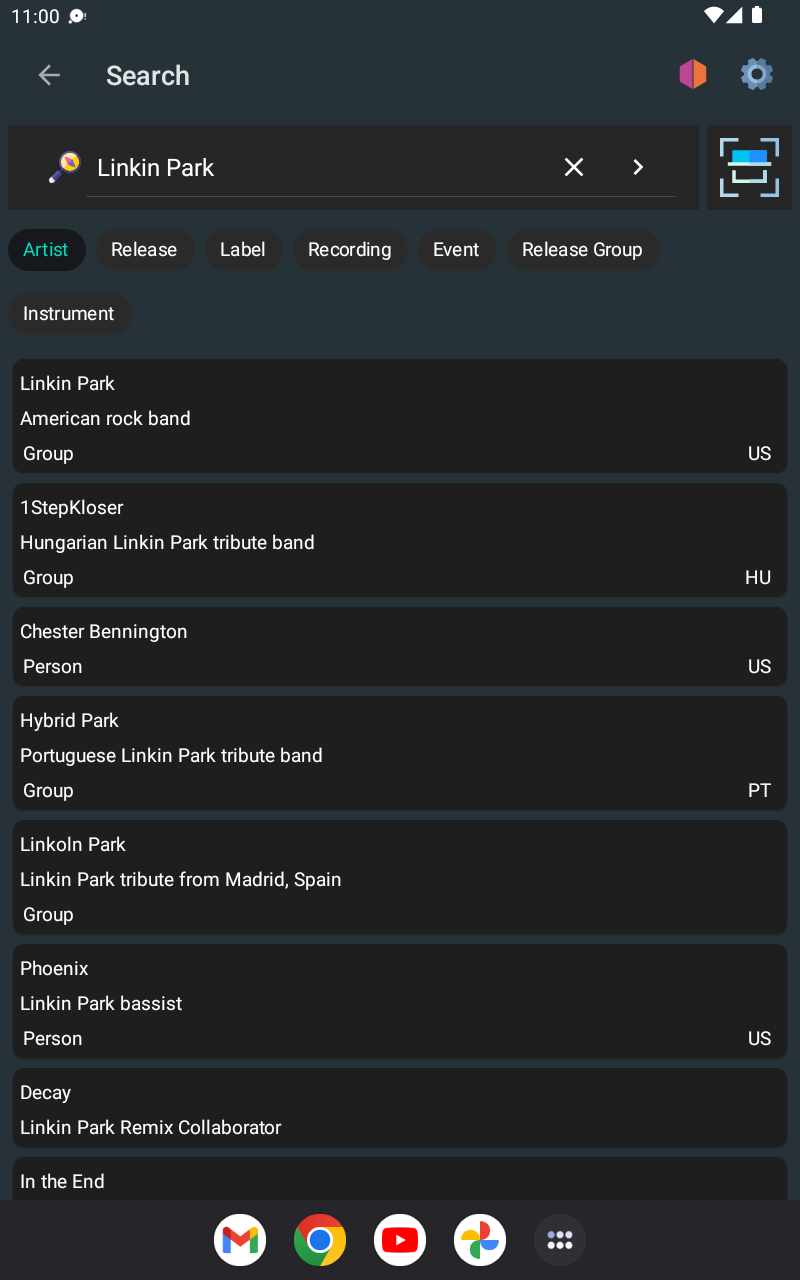 11:00
Search
Linkin Park
Artist
Release
Label
Recording
Event
Release Group
Instrument
Linkin Park
American rock band
Group
US
1StepKloser
Hungarian Linkin Park tribute band
Group
HU
Chester Bennington
Person
US
Hybrid Park
Portuguese Linkin Park tribute band
Group
PT
Linkoln Park
Linkin Park tribute from Madrid, Spain
Group
Phoenix
Linkin Park bassist
Person
US
Decay
Linkin Park Remix Collaborator
In the End